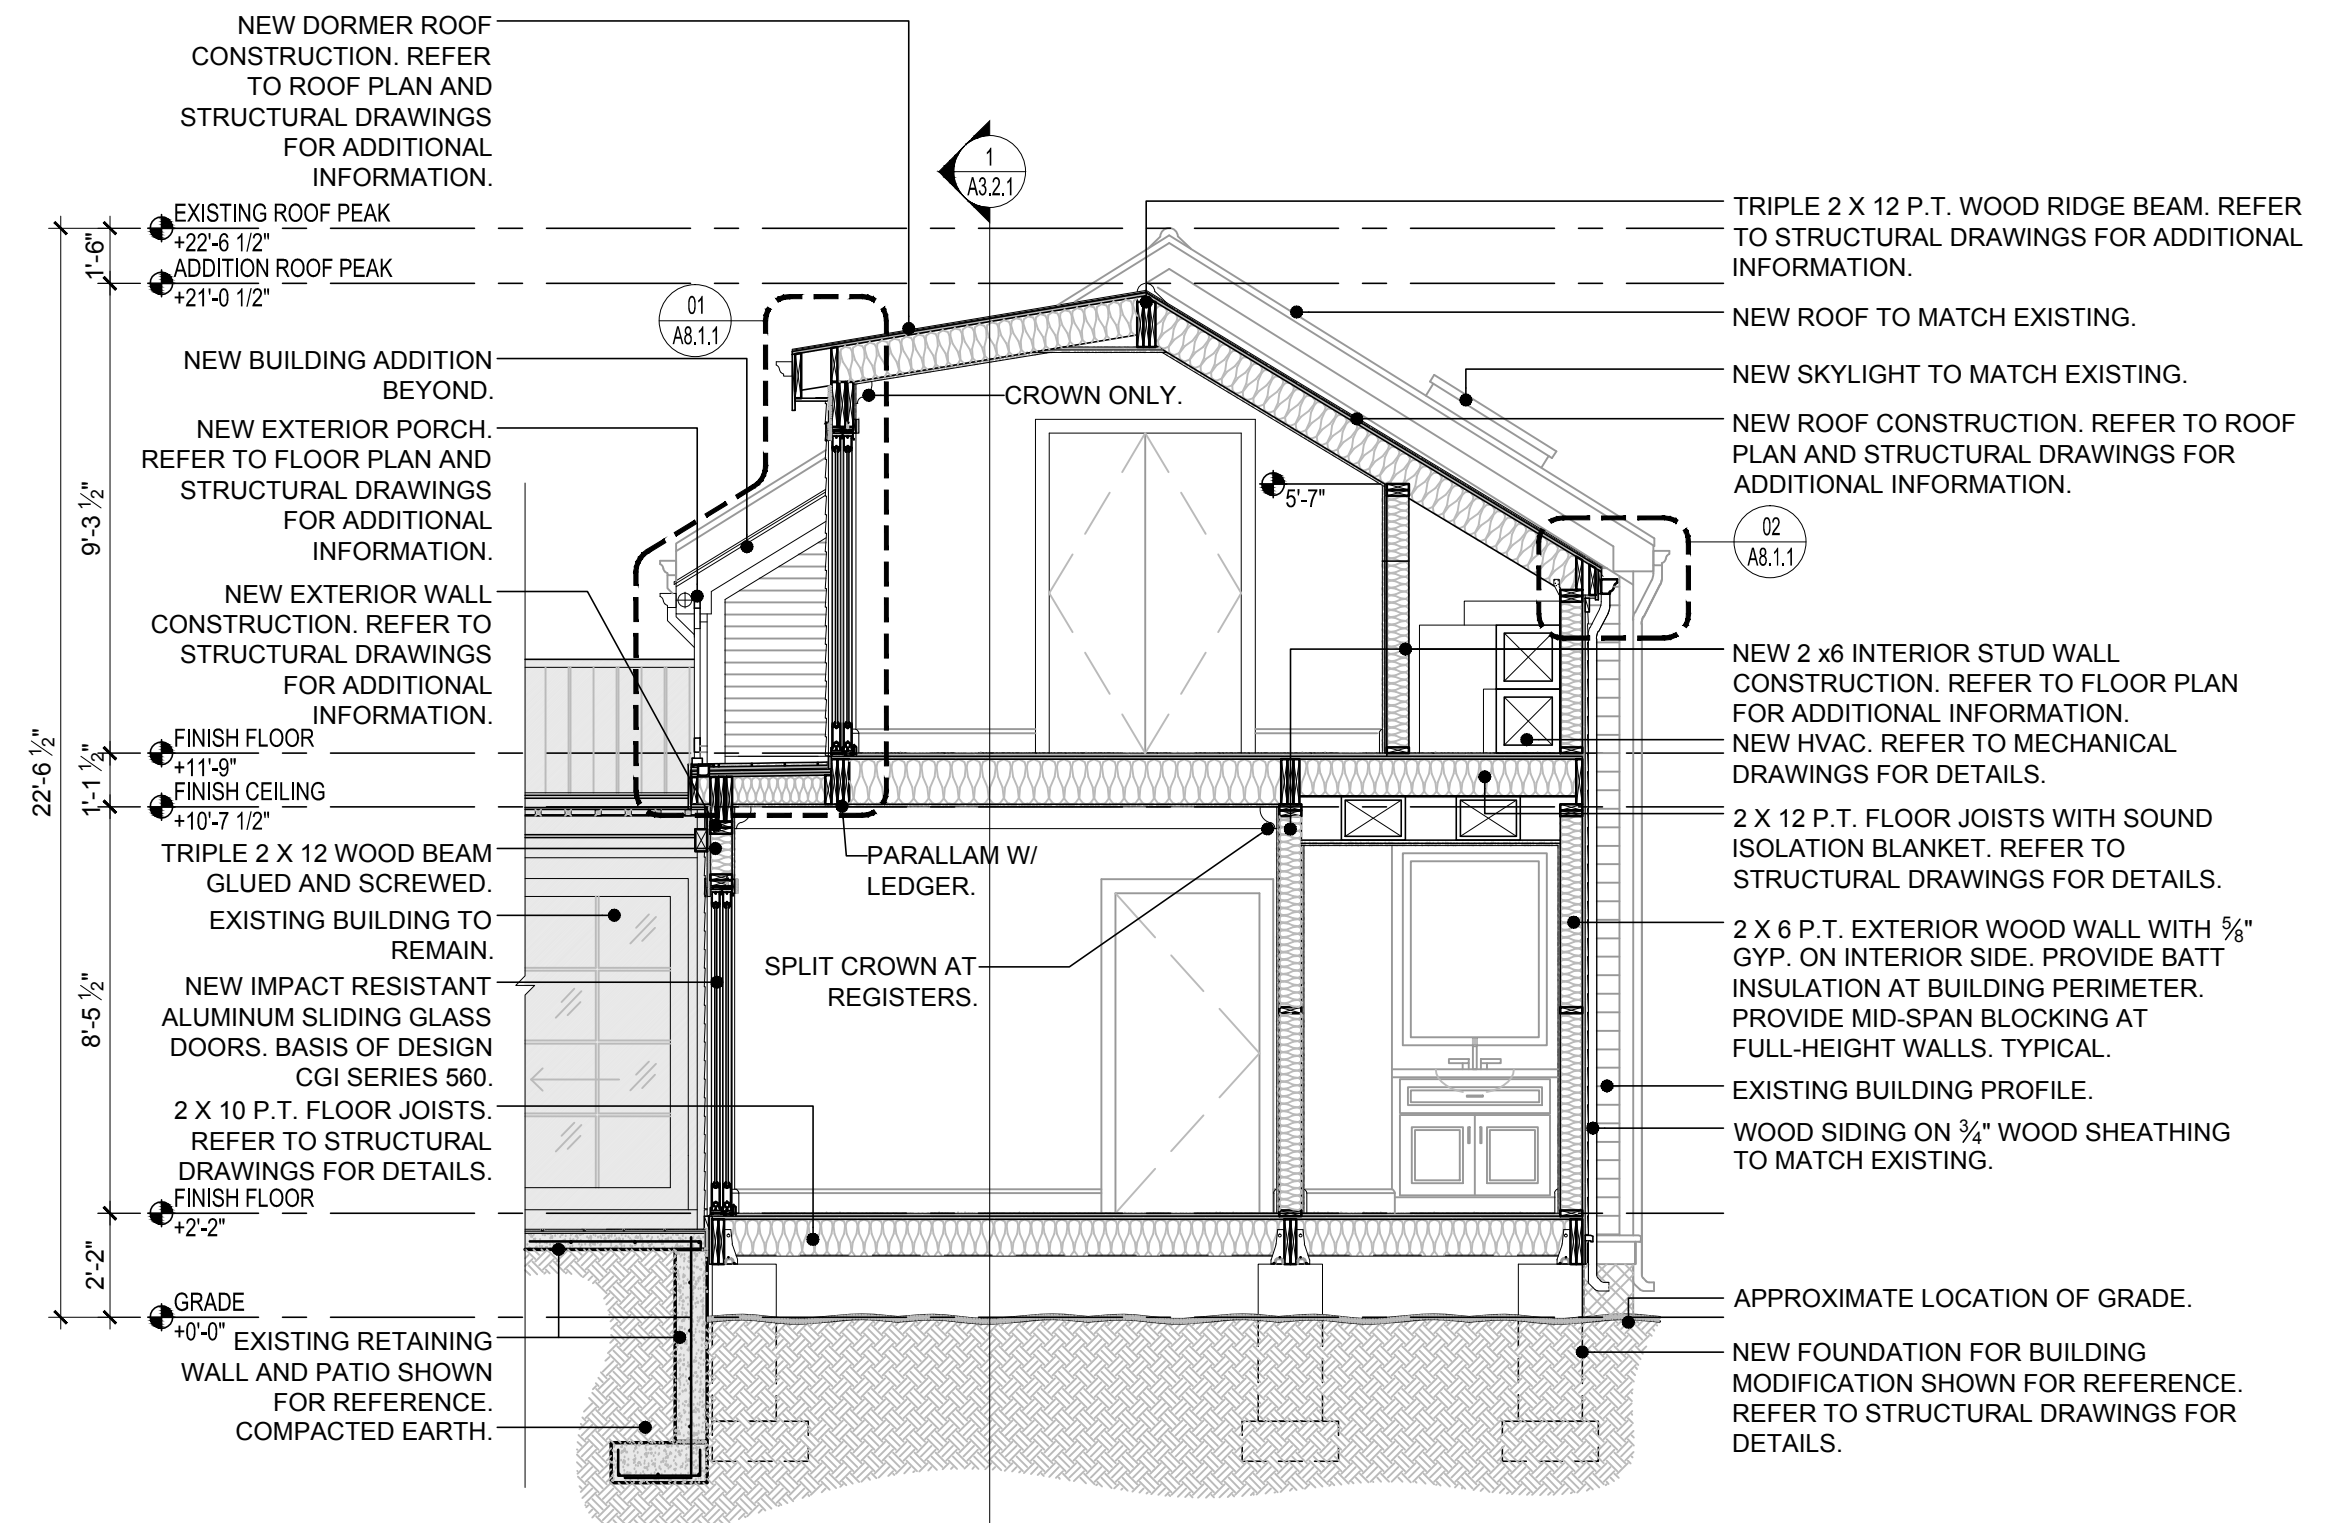 NEW DORMER ROOF
CONSTRUCTION. REFER
TO ROOF PLAN AND
STRUCTURAL DRAWINGS
FOR ADDITIONAL
INFORMATION.
EXISTING ROOF PEAK
+22'-6 1/2"
ADDITION ROOF PEAK
+21'-0 1/2"
NEW BUILDING ADDITION
BEYOND.
NEW EXTERIOR PORCH.
REFER TO FLOOR PLAN AND
STRUCTURAL DRAWINGS
FOR ADDITIONAL
INFORMATION.
NEW EXTERIOR WALL
CONSTRUCTION. REFER TO
STRUCTURAL DRAWINGS
FOR ADDITIONAL
INFORMATION.
FINISH FLOOR
+11'-9"
FINISH CEILING
+10'-7 1/2"
TRIPLE 2 X 12 WOOD BEAM
GLUED AND SCREWED.
EXISTING BUILDING TO
REMAIN.
NEW IMPACT RESISTANT
ALUMINUM SLIDING GLASS
DOORS. BASIS OF DESIGN
CGI SERIES 560.
2 X 10 P.T. FLOOR JOISTS.
REFER TO STRUCTURAL
DRAWINGS FOR DETAILS.
FINISH FLOOR
+2'-2"
GRADE
+0'-0"
EXISTING RETAINING
WALL AND PATIO SHOWN
FOR REFERENCE.
COMPACTED EARTH.
22'-6 ½"
1'-6"
9'-3 ½"
1'-1 ½"
8'-5 ½"
2'-2"
1
A3.2.1
01
A8.1.1
CROWN ONLY.
5'-7"
PARALLAM W/
LEDGER.
SPLIT CROWN AT
REGISTERS.
02
A8.1.1
TRIPLE 2 X 12 P.T. WOOD RIDGE BEAM. REFER
TO STRUCTURAL DRAWINGS FOR ADDITIONAL
INFORMATION.
NEW ROOF TO MATCH EXISTING.
NEW SKYLIGHT TO MATCH EXISTING.
NEW ROOF CONSTRUCTION. REFER TO ROOF
PLAN AND STRUCTURAL DRAWINGS FOR
ADDITIONAL INFORMATION.
NEW 2 x6 INTERIOR STUD WALL
CONSTRUCTION. REFER TO FLOOR PLAN
FOR ADDITIONAL INFORMATION.
NEW HVAC. REFER TO MECHANICAL
DRAWINGS FOR DETAILS.
2 X 12 P.T. FLOOR JOISTS WITH SOUND
ISOLATION BLANKET. REFER TO
STRUCTURAL DRAWINGS FOR DETAILS.
2 X 6 P.T. EXTERIOR WOOD WALL WITH ⅝"
GYP. ON INTERIOR SIDE. PROVIDE BATT
INSULATION AT BUILDING PERIMETER.
PROVIDE MID-SPAN BLOCKING AT
FULL-HEIGHT WALLS. TYPICAL.
EXISTING BUILDING PROFILE.
WOOD SIDING ON ¾" WOOD SHEATHING
TO MATCH EXISTING.
APPROXIMATE LOCATION OF GRADE.
NEW FOUNDATION FOR BUILDING
MODIFICATION SHOWN FOR REFERENCE.
REFER TO STRUCTURAL DRAWINGS FOR
DETAILS.